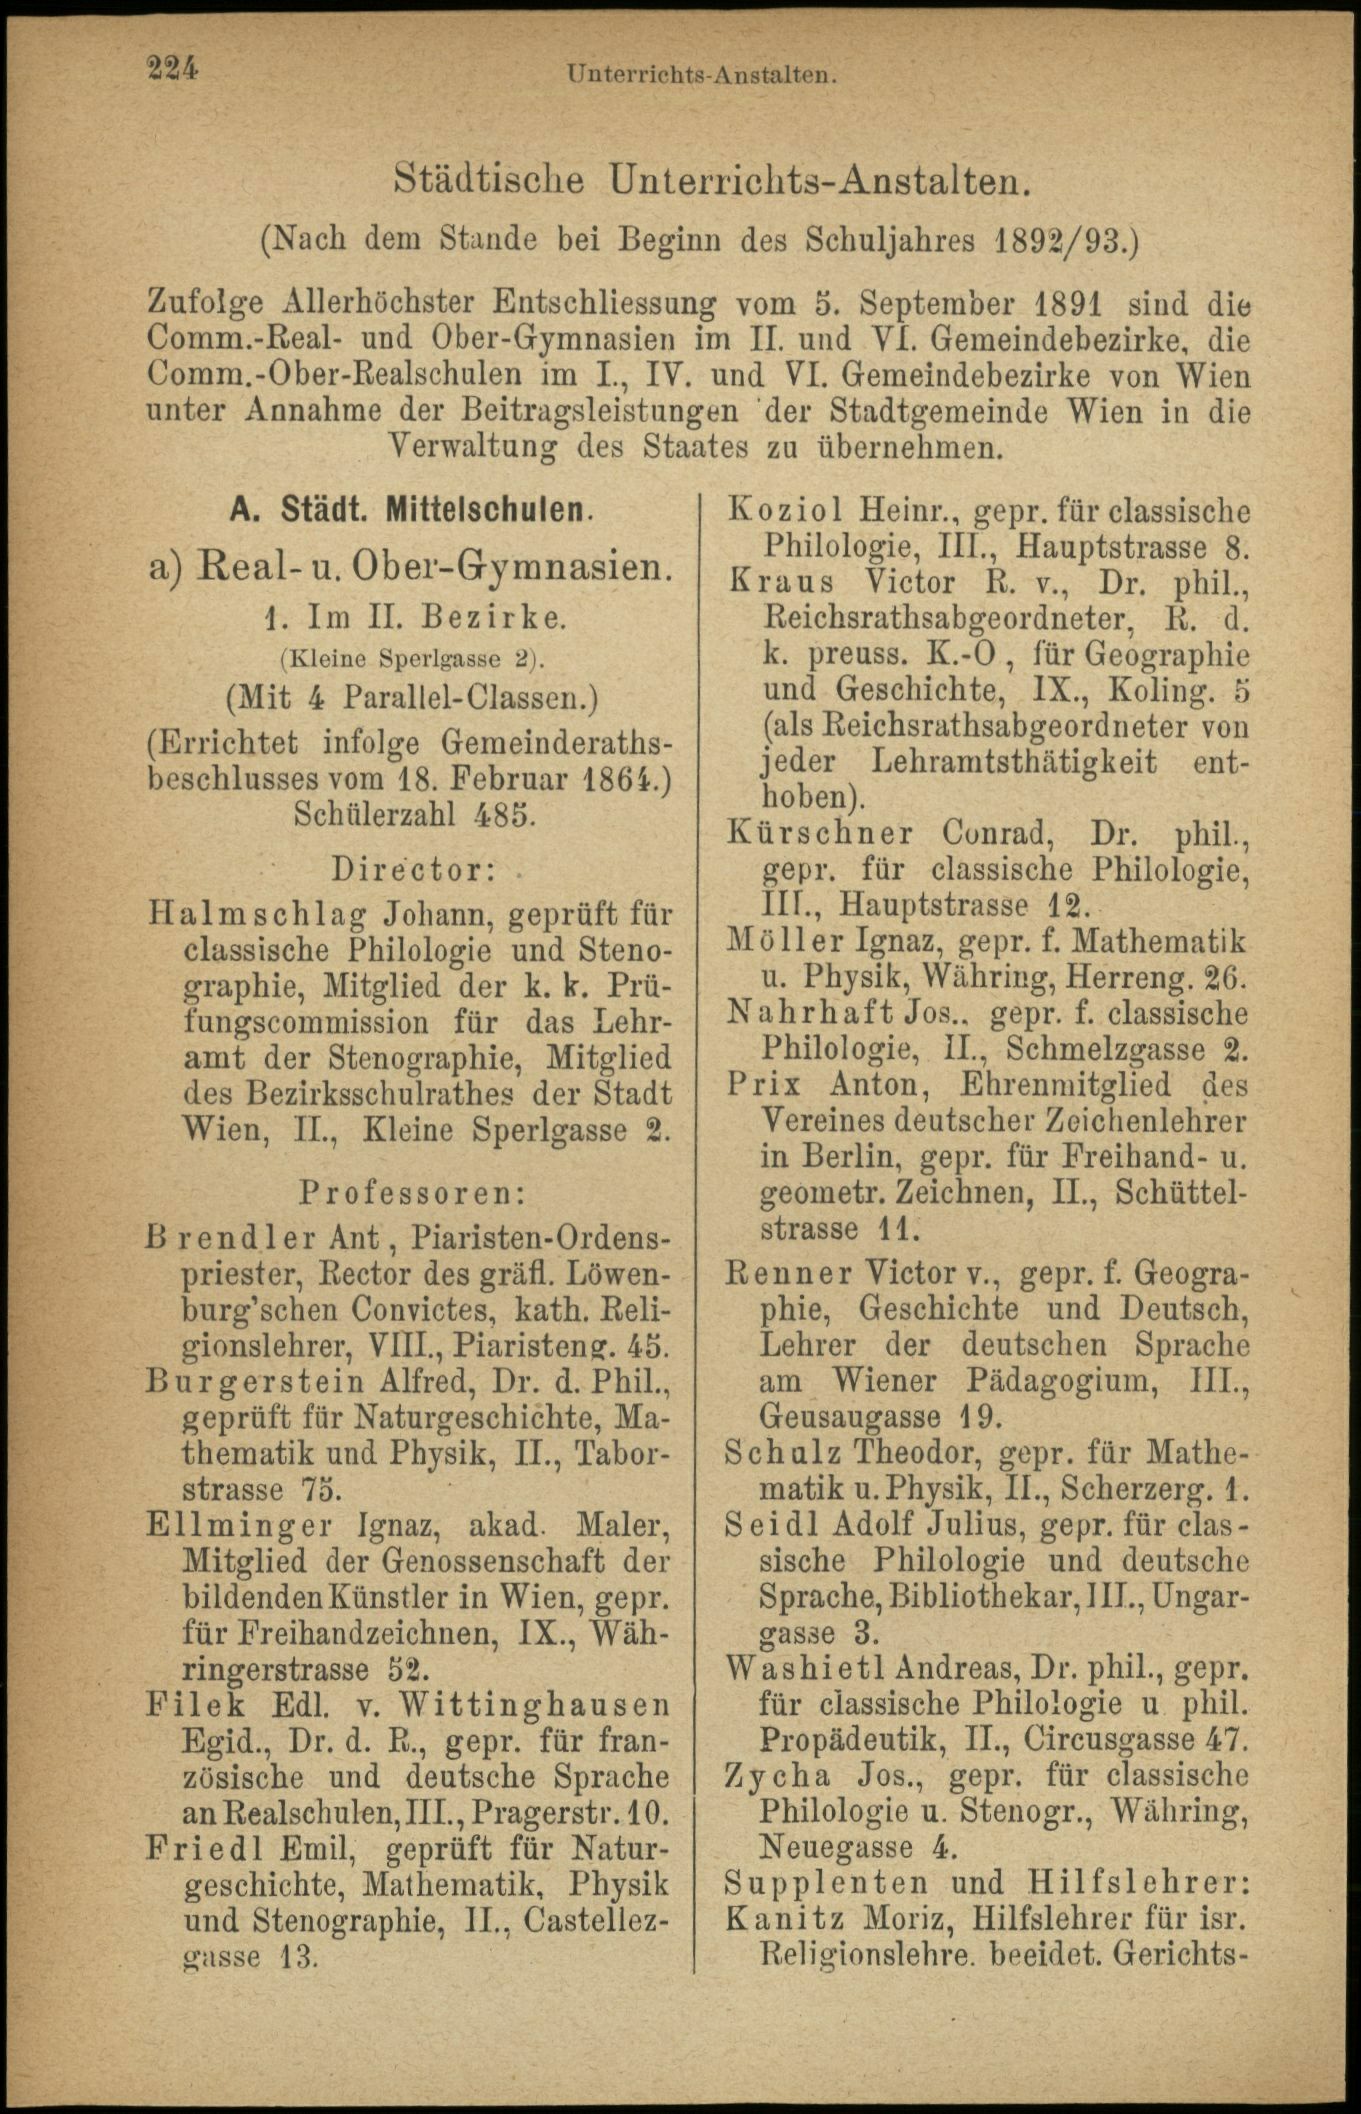 224
Unterrichts-Anstalten.
Städtische Unterrichts-Anstalten.
(Nach dem Stande bei Beginn des Schuljahres 1892/93.)
Zufolge Allerhöchster Entschliessung vom 5. September 1891 sind die
Comm.-Real- und Ober-Gymnasien im II. und VI. Gemeindebezirke, die
Comm.-Ober-Realschulen im I., IV. und VI. Gemeindebezirke von Wien
unter Annahme der Beitragsleistungen der Stadtgemeinde Wien in die
Verwaltung des Staates zu übernehmen.
A. Städt. Mittelschulen.
a) Real- u. Ober-Gymnasien.
1. Im II. Bezirke.
(Kleine Sperlgasse 2).
(Mit 4 Parallel-Classen.)
(Errichtet infolge Gemeinderaths-
beschlusses vom 18. Februar 1864.)
Schülerzahl 485.
Director:
Halmschlag Johann, geprüft für
classische Philologie und Steno-
graphie, Mitglied der k. k. Prü-
fungscommission für das Lehr-
amt der Stenographie, Mitglied
des Bezirksschulrathes der Stadt
Wien, II., Kleine Sperlgasse 2.
Professoren:
Brendler Ant, Piaristen-Ordens-
priester, Rector des gräfl. Löwen-
burg'schen Convictes, kath. Reli-
gionslehrer, VIII., Piaristeng. 45.
Burgerstein Alfred, Dr. d. Phil.,
geprüft für Naturgeschichte, Ma-
thematik und Physik, II., Tabor-
strasse 75.
Ellminger Ignaz, akad. Maler,
Mitglied der Genossenschaft der
bildenden Künstler in Wien, gepr.
für Freihandzeichnen, IX., Wäh-
ringerstrasse 52.
Filek Edl. v. Wittinghausen
Egid., Dr. d. R., gepr. für fran-
zösische und deutsche Sprache
an Realschulen, III., Pragerstr. 10.
Friedl Emil, geprüft für Natur-
geschichte, Mathematik, Physik
und Stenographie, II., Castellez-
gasse 13.
Koziol Heinr., gepr. für classische
Philologie, III., Hauptstrasse 8.
Kraus Victor R. v., Dr. phil.,
Reichsrathsabgeordneter, R. d.
k. preuss. K.-O, für Geographie
und Geschichte, IX., Koling. 5
(als Reichsrathsabgeordneter von
jeder Lehramtsthätigkeit ent-
hoben).
Kürschner Conrad, Dr. phil.,
gepr. für classische Philologie,
III., Hauptstrasse 12.
Möller Ignaz, gepr. f. Mathematik
u. Physik, Währing, Herreng. 26.
Nahrhaft Jos., gepr. f. classische
Philologie, II., Schmelzgasse 2.
Prix Anton, Ehrenmitglied des
Vereines deutscher Zeichenlehrer
in Berlin, gepr. für Freihand- u.
geometr. Zeichnen, II., Schüttel-
strasse 11.
Renner Victor v., gepr. f. Geogra-
phie, Geschichte und Deutsch,
Lehrer der deutschen Sprache
am Wiener Pädagogium, III.,
Geusaugasse 19.
Schulz Theodor, gepr. für Mathe-
matik u. Physik, II., Scherzerg. 1.
Seidl Adolf Julius, gepr. für clas-
sische Philologie und deutsche
Sprache, Bibliothekar, III., Ungar-
gasse 3.
Washietl Andreas, Dr. phil., gepr.
für classische Philologie u phil.
Propädeutik, II., Circusgasse 47.
Zycha Jos., gepr. für classische
Philologie u. Stenogr., Währing,
Neuegasse 4.
Supplenten und Hilfslehrer:
Kanitz Moriz, Hilfslehrer für isr.
Religionslehre. beeidet. Gerichts-